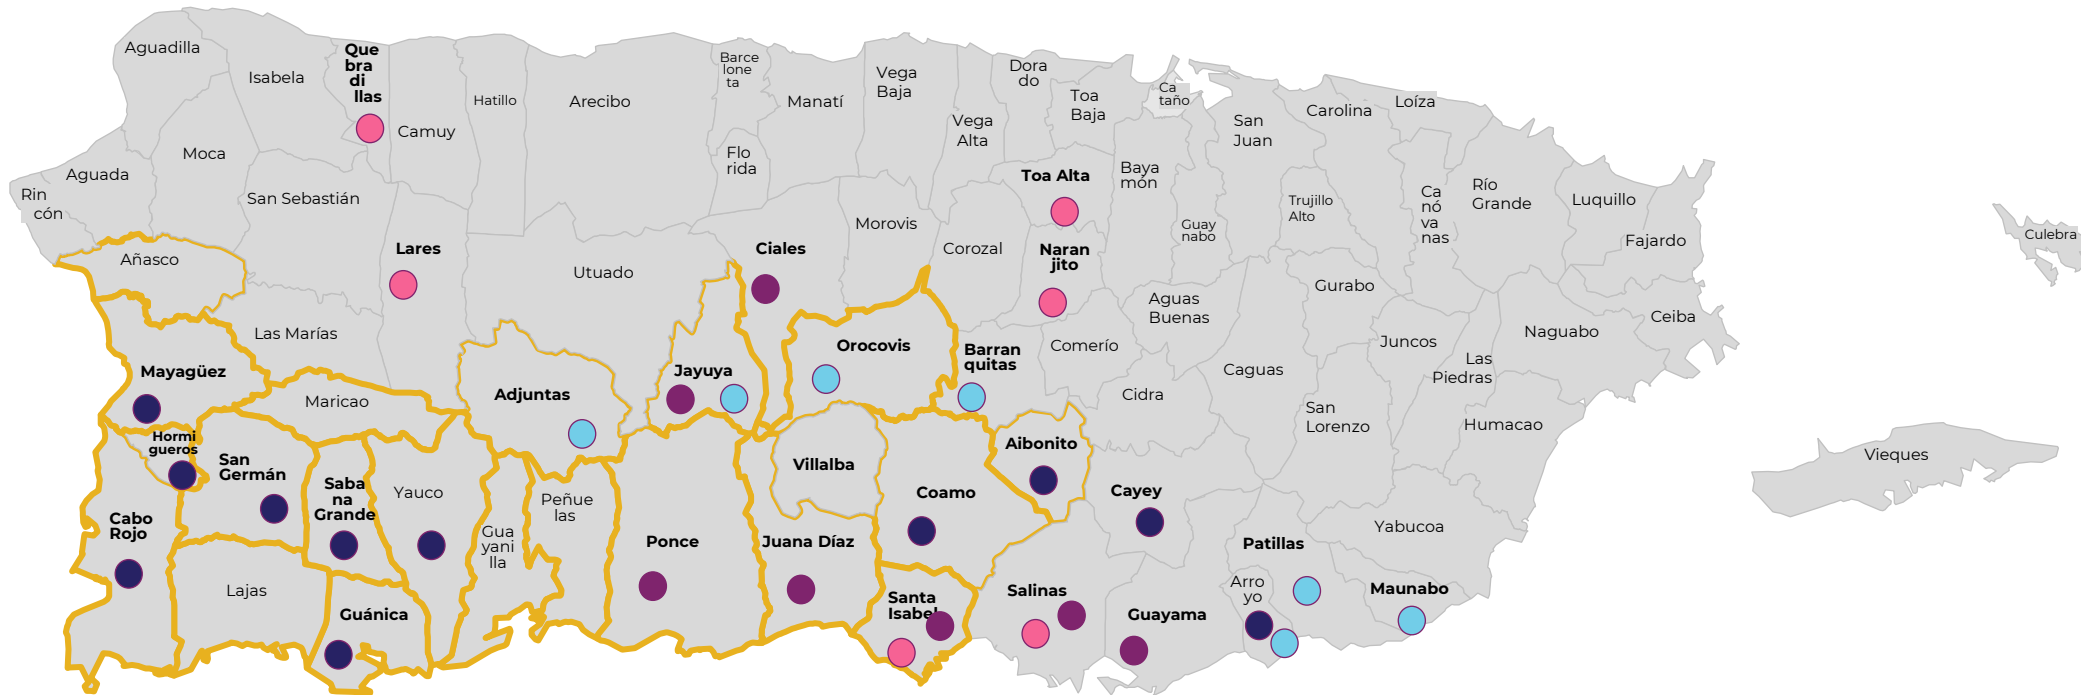 Aguadilla
Isabela
Que
bra
di
llas
Camuy
Hatillo
Arecibo
Barce
lone
ta
Manatí
Vega
Baja
Vega
Alta
Dora
do
Toa
Baja
Ca
taño
San
Juan
Carolina
Loíza
Moca
Aguada
Rin
cón
San Sebastián
Flo
rida
Toa Alta
Baya
món
Guay
nabo
Trujillo
Alto
Ca
nó
va
nas
Río
Grande
Luquillo
Fajardo
Culebra
Añasco
Lares
Utuado
Ciales
Morovis
Corozal
Naran
jito
Aguas
Buenas
Gurabo
Naguabo
Ceiba
Las Marías
Mayagüez
Maricao
Adjuntas
Jayuya
Orocovis
Barran
quitas
Comerío
Cidra
Caguas
Juncos
Las
Piedras
San
Lorenzo
Humacao
Hormi
gueros
San
Germán
Saba
na
Grande
Yauco
Gua
yani
lla
Peñue
las
Villalba
Coamo
Aibonito
Cayey
Vieques
Cabo
Rojo
Lajas
Guánica
Ponce
Juana Díaz
Santa
Isabel
Salinas
Guayama
Patillas
Arro
yo
Yabucoa
Maunabo